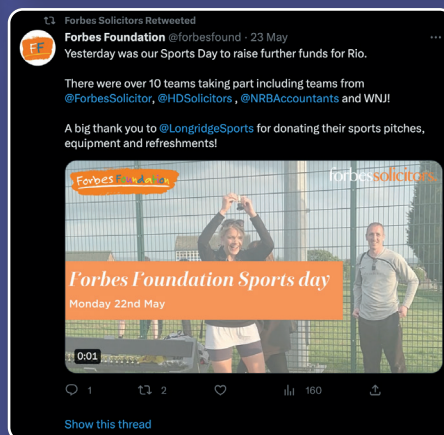 Forbes Solicitors Retweeted
FF
Forbes Foundation @forbesfound · 23 May
Yesterday was our Sports Day to raise further funds for Rio.
There were over 10 teams taking part including teams from
@ForbesSolicitor, @HDSolicitors , @NRBAccountants and WNJ!
A big thank you to @LongridgeSports for donating their sports pitches,
equipment and refreshments!
Forbes Foundation
forbessolicitors
Forbes Foundation Sports day
Monday 22nd May
0:01
1
2
160
Show this thread